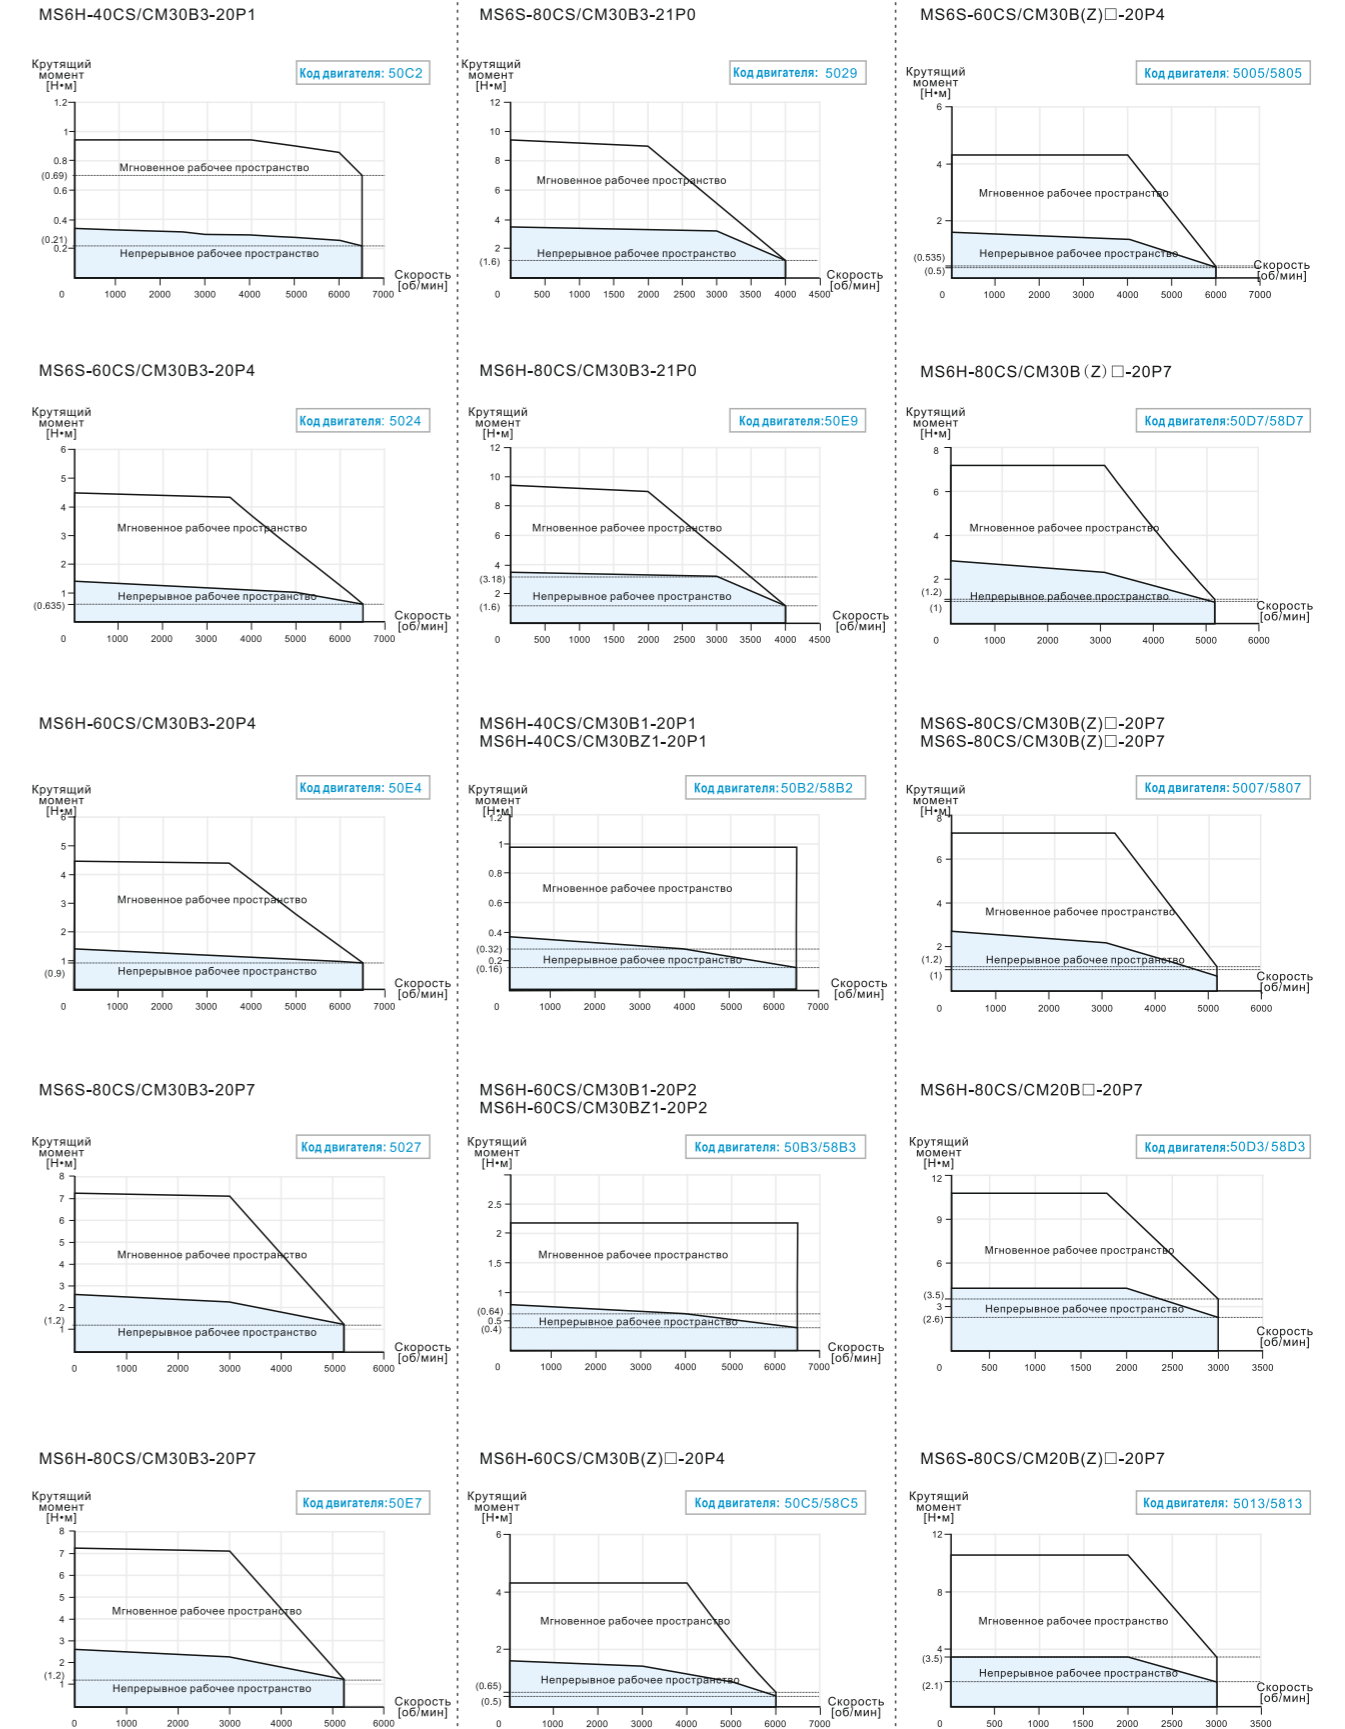 MS6H-40CS/CM30B3-20P1
Крутящий
момент
[Н•м]
Код двигателя: 50C2
1.2
1
0.8
(0.69)
0.6
0.4
(0.21)
0.2
Мгновенное рабочее пространство
Непрерывное рабочее пространство
Скорость
[об/мин]
0 1000 2000 3000 4000 5000 6000 7000
MS6S-60CS/CM30B3-20P4
Крутящий
момент
[Н•м]
Код двигателя: 5024
6
5
4
3
2
1
(0.635)
Мгновенное рабочее пространство
Непрерывное рабочее пространство
Скорость
[об/мин]
0 1000 2000 3000 4000 5000 6000 7000
MS6H-60CS/CM30B3-20P4
Крутящий
момент
[Н•м]
Код двигателя: 50E4
6
5
4
3
2
1
(0.9)
Мгновенное рабочее пространство
Непрерывное рабочее пространство
Скорость
[об/мин]
0 1000 2000 3000 4000 5000 6000 7000
MS6S-80CS/CM30B3-20P7
Крутящий
момент
[Н•м]
Код двигателя: 5027
8
7
6
5
4
3
2
(1.2)
1
Мгновенное рабочее пространство
Непрерывное рабочее пространство
Скорость
[об/мин]
0 1000 2000 3000 4000 5000 6000
MS6H-80CS/CM30B3-20P7
Крутящий
момент
[Н•м]
Код двигателя:50E7
8
7
6
5
4
3
2
(1.2)
1
Мгновенное рабочее пространство
Непрерывное рабочее пространство
Скорость
[об/мин]
0 1000 2000 3000 4000 5000 6000
MS6S-80CS/CM30B3-21P0
Крутящий
момент
[Н•м]
Код двигателя: 5029
12
10
8
6
4
2
(1.6)
Мгновенное рабочее пространство
Непрерывное рабочее пространство
Скорость
[об/мин]
0 500 1000 1500 2000 2500 3000 3500 4000 4500
MS6H-80CS/CM30B3-21P0
Крутящий
момент
[Н•м]
Код двигателя:50E9
12
10
8
6
4
(3.18)
2
(1.6)
Мгновенное рабочее пространство
Непрерывное рабочее пространство
Скорость
[об/мин]
0 500 1000 1500 2000 2500 3000 3500 4000 4500
MS6H-40CS/CM30B1-20P1
MS6H-40CS/CM30BZ1-20P1
Крутящий
момент
[Н•м]
Код двигателя: 50B2/58B2
1.2
1
0.8
0.6
0.4
(0.32)
0.2
(0.16)
Мгновенное рабочее пространство
Непрерывное рабочее пространство
Скорость
[об/мин]
0 1000 2000 3000 4000 5000 6000 7000
MS6H-60CS/CM30B1-20P2
MS6H-60CS/CM30BZ1-20P2
Крутящий
момент
[Н•м]
Код двигателя: 50B3/58B3
2.5
2
1.5
1
(0.64)
0.5
(0.4)
Мгновенное рабочее пространство
Непрерывное рабочее пространство
Скорость
[об/мин]
1000 2000 3000 4000 5000 6000 7000
MS6H-60CS/CM30B(Z)□-20P4
Крутящий
момент
[Н•м]
Код двигателя: 50C5/58C5
6
4
2
(0.65)
(0.5)
Мгновенное рабочее пространство
Непрерывное рабочее пространство
Скорость
[об/мин]
0 1000 2000 3000 4000 5000 6000 7000
MS6S-60CS/CM30B(Z)□-20P4
Крутящий
момент
[Н•м]
Код двигателя: 5005/5805
6
4
2
(0.535)
(0.5)
Мгновенное рабочее пространство
Непрерывное рабочее пространство
Скорость
[об/мин]
0 1000 2000 3000 4000 5000 6000 7000
MS6H-80CS/CM30B（Z）□-20P7
Крутящий
момент
[Н•м]
Код двигателя:50D7/58D7
8
6
4
2
(1.2)
(1)
Мгновенное рабочее пространство
Непрерывное рабочее пространство
Скорость
[об/мин]
0 1000 2000 3000 4000 5000 6000
MS6S-80CS/CM30B(Z)□-20P7
MS6S-80CS/CM30B(Z)□-20P7
Крутящий
момент
[Н•м]
Код двигателя: 5007/5807
8
6
4
2
(1.2)
(1)
Мгновенное рабочее пространство
Непрерывное рабочее пространство
Скорость
[об/мин]
0 1000 2000 3000 4000 5000 6000
MS6H-80CS/CM20B□-20P7
Крутящий
момент
[Н•м]
Код двигателя:50D3/58D3
12
9
6
(3.5)
3
(2.6)
Мгновенное рабочее пространство
Непрерывное рабочее пространство
Скорость
[об/мин]
0 500 1000 1500 2000 2500 3000 3500
MS6S-80CS/CM20B(Z)□-20P7
Крутящий
момент
[Н•м]
Код двигателя: 5013/5813
12
8
4
(3.5)
(2.1)
Мгновенное рабочее пространство
Непрерывное рабочее пространство
Скорость
[об/мин]
0 500 1000 1500 2000 2500 3000 3500